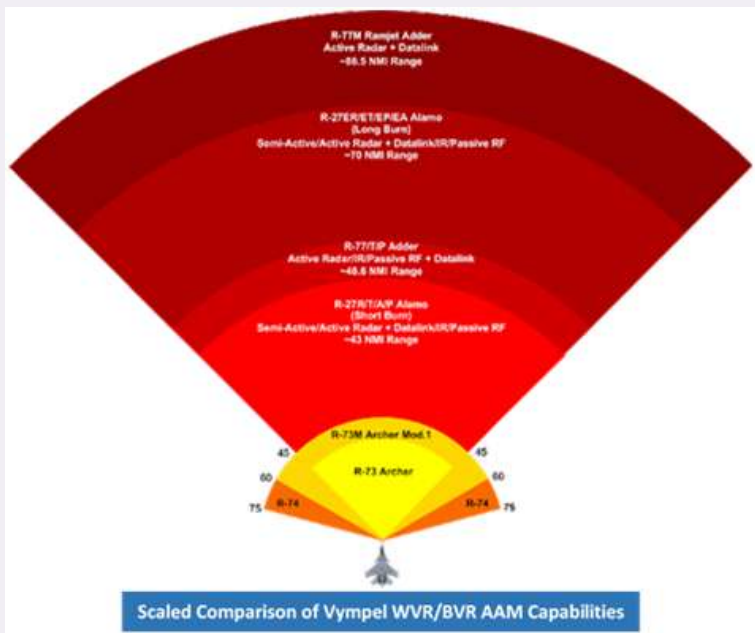 R-77M Ramjet Adder
Active Radar + Datalink
~86.5 NMI Range
R-27ER/ET/EP/EA Alamo
(Long Burn)
Semi-Active/Active Radar + Datalink/IR/Passive RF
~70 NMI Range
R-77/T/P Adder
Active Radar/IR/Passive RF + Datalink
~48.6 NMI Range
R-27R/T/A/P Alamo
(Short Burn)
Semi-Active/Active Radar + Datalink/IR/Passive RF
~43 NMI Range
R-73M Archer Mod.1
45 45
R-73 Archer
60 60
R-74 R-74
75 75
Scaled Comparison of Vympel WVR/BVR AAM Capabilities